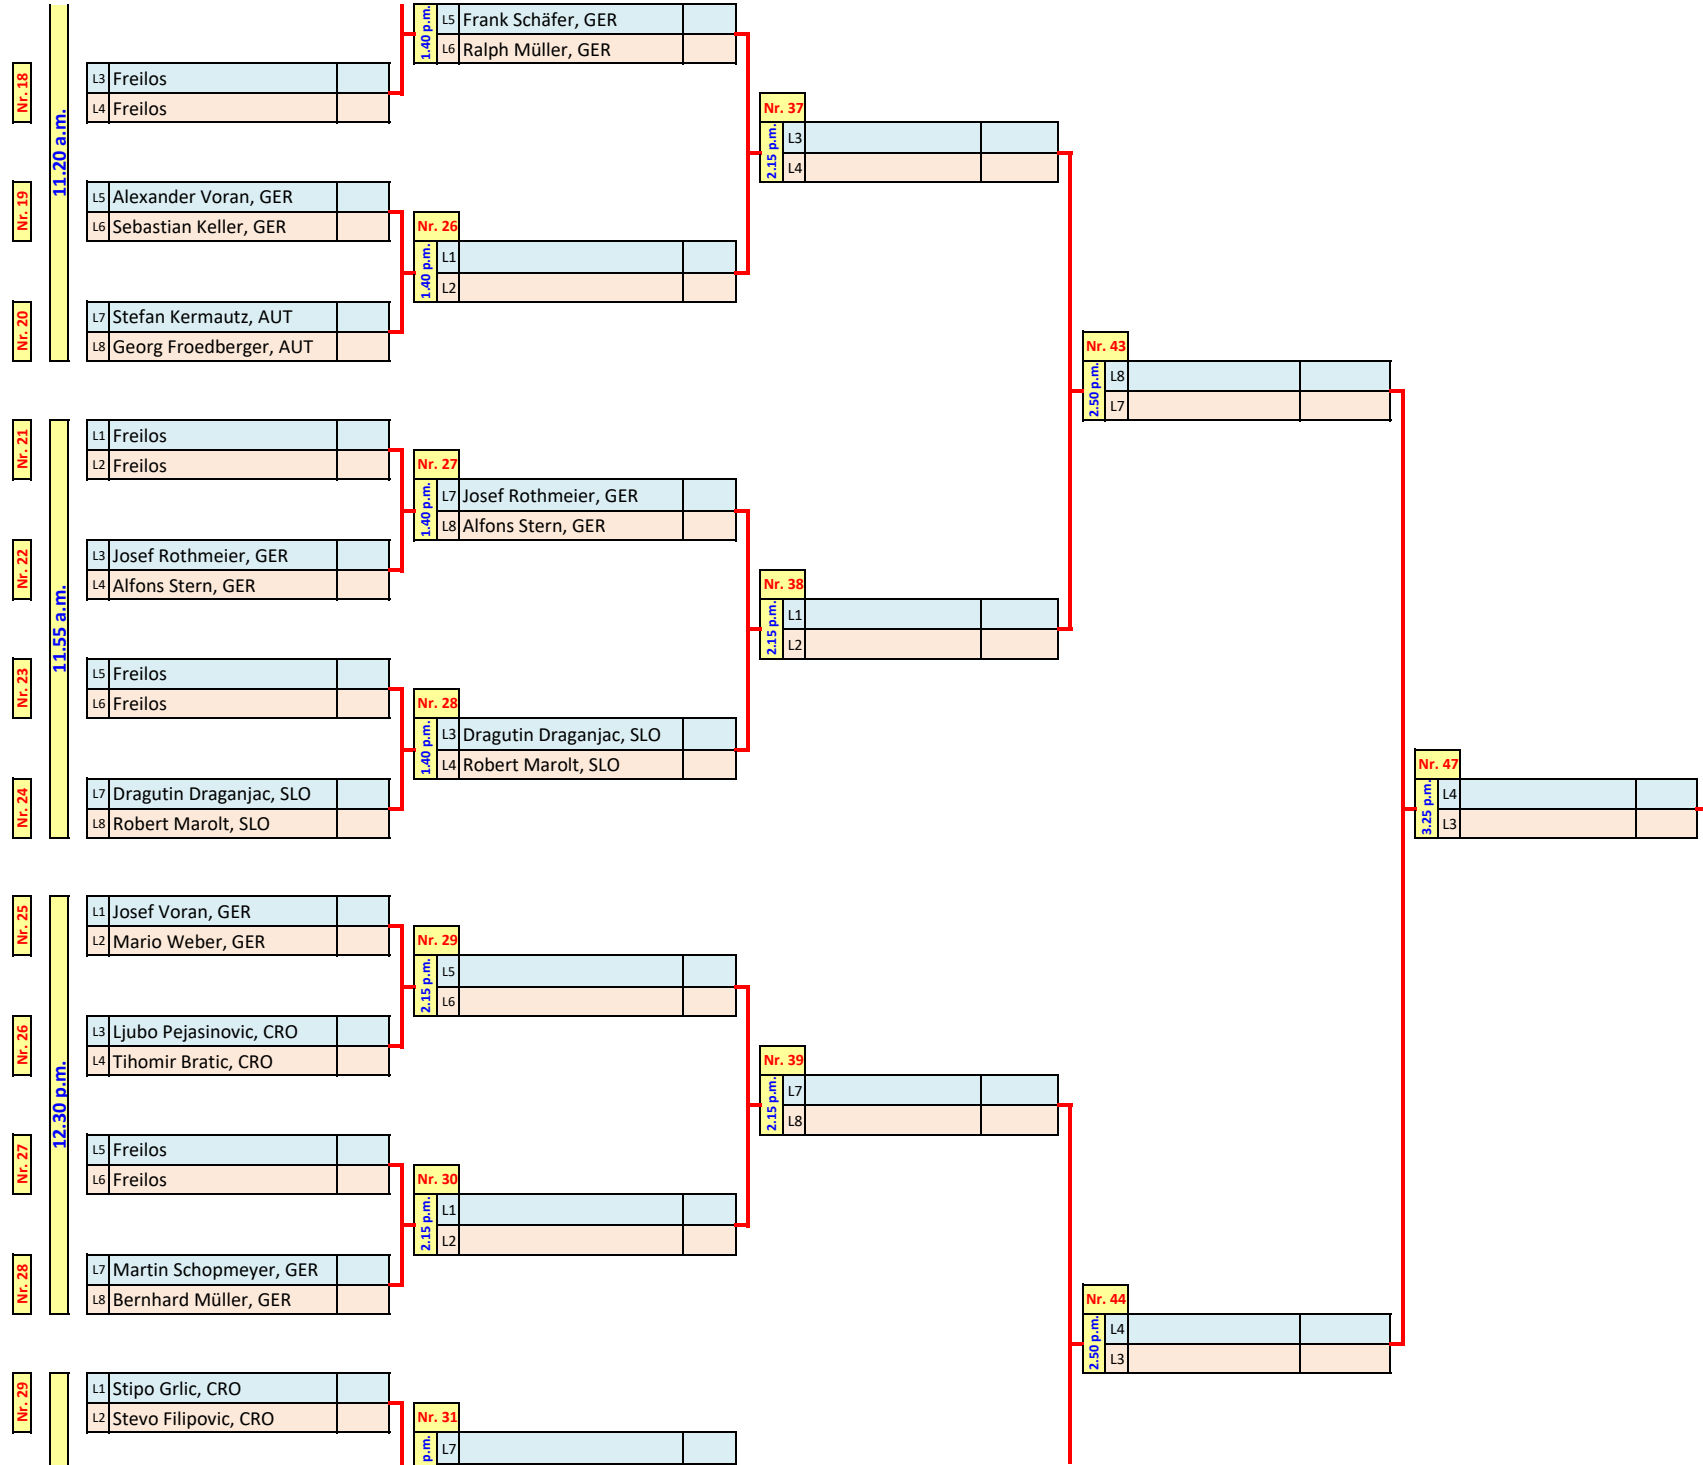 L5 Frank Schäfer, GER
1.40 p.m.
L6 Ralph Müller, GER
Nr. 18
11.20 a.m.
L3 Freilos
L4 Freilos
Nr. 37
2.15 p.m.
L3
L4
Nr. 19
L5 Alexander Voran, GER
L6 Sebastian Keller, GER
Nr. 26
1.40 p.m.
L1
L2
Nr. 20
L7 Stefan Kermautz, AUT
L8 Georg Froedberger, AUT
Nr. 43
2.50 p.m.
L8
L7
Nr. 21
11.55 a.m.
L1 Freilos
L2 Freilos
Nr. 27
1.40 p.m.
L7 Josef Rothmeier, GER
L8 Alfons Stern, GER
Nr. 22
L3 Josef Rothmeier, GER
L4 Alfons Stern, GER
Nr. 38
2.15 p.m.
L1
L2
Nr. 23
L5 Freilos
L6 Freilos
Nr. 28
1.40 p.m.
L3 Dragutin Draganjac, SLO
L4 Robert Marolt, SLO
Nr. 24
L7 Dragutin Draganjac, SLO
L8 Robert Marolt, SLO
Nr. 47
3.25 p.m.
L4
L3
Nr. 25
12.30 p.m.
L1 Josef Voran, GER
L2 Mario Weber, GER
Nr. 29
2.15 p.m.
L5
L6
Nr. 26
L3 Ljubo Pejasinovic, CRO
L4 Tihomir Bratic, CRO
Nr. 39
2.15 p.m.
L7
L8
Nr. 27
L5 Freilos
L6 Freilos
Nr. 30
2.15 p.m.
L1
L2
Nr. 28
L7 Martin Schopmeyer, GER
L8 Bernhard Müller, GER
Nr. 44
2.50 p.m.
L4
L3
Nr. 29
L1 Stipo Grlic, CRO
L2 Stevo Filipovic, CRO
Nr. 31
p.m.
L7